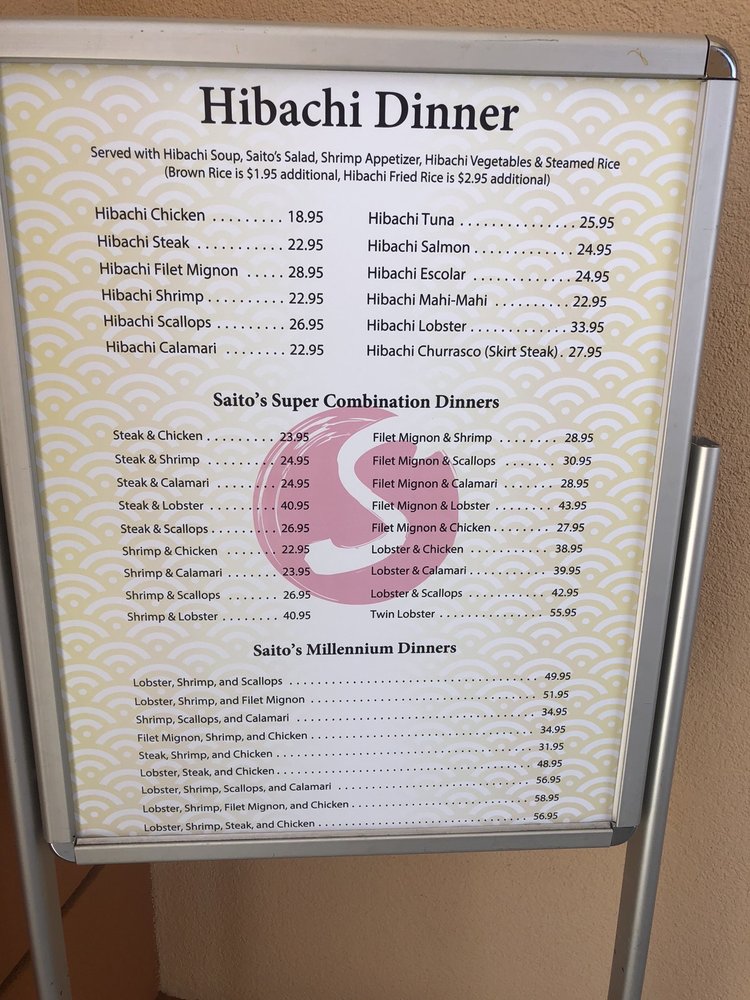 Hibachi Dinner
Served with Hibachi Soup, Saito's Salad, Shrimp Appetizer, Hibachi Vegetables & Steamed Rice
(Brown Rice is $1.95 additional, Hibachi Fried Rice is $2.95 additional)
Hibachi Chicken ......... 18.95
Hibachi Steak .......... 22.95
Hibachi Filet Mignon ..... 28.95
Hibachi Shrimp .......... 22.95
Hibachi Scallops ......... 26.95
Hibachi Calamari ........ 22.95
Hibachi Tuna ............... 25.95
Hibachi Salmon ............. 24.95
Hibachi Escolar ............. 24.95
Hibachi Mahi-Mahi .......... 22.95
Hibachi Lobster ............. 33.95
Hibachi Churrasco (Skirt Steak) . 27.95
Saito's Super Combination Dinners
Steak & Chicken .......... 23.95
Steak & Shrimp .......... 24.95
Steak & Calamari ........ 24.95
Steak & Lobster ......... 40.95
Steak & Scallops ......... 26.95
Shrimp & Chicken ....... 22.95
Shrimp & Calamari ....... 23.95
Shrimp & Scallops ....... 26.95
Shrimp & Lobster ........ 40.95
Filet Mignon & Shrimp ........ 28.95
Filet Mignon & Scallops ....... 30.95
Filet Mignon & Calamari ........ 28.95
Filet Mignon & Lobster ......... 43.95
Filet Mignon & Chicken ......... 27.95
Lobster & Chicken ........... 38.95
Lobster & Calamari ............ 39.95
Lobster & Scallops ............ 42.95
Twin Lobster ................ 55.95
S
Saito's Millennium Dinners
Lobster, Shrimp, and Scallops ........................................ 49.95
Lobster, Shrimp, and Filet Mignon .................................... 51.95
Shrimp, Scallops, and Calamari ....................................... 34.95
Filet Mignon, Shrimp, and Chicken .................................... 34.95
Steak, Shrimp, and Chicken ........................................... 31.95
Lobster, Steak, and Chicken .......................................... 48.95
Lobster, Shrimp, Scallops, and Calamari .............................. 56.95
Lobster, Shrimp, Filet Mignon, and Chicken ........................... 58.95
Lobster, Shrimp, Steak, and Chicken .................................. 56.95